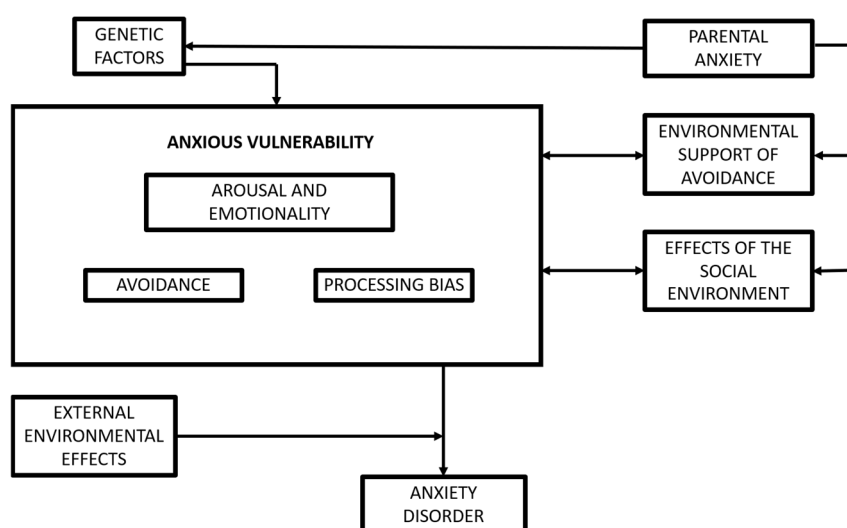 GENETIC
FACTORS
PARENTAL
ANXIETY
ANXIOUS VULNERABILITY
AROUSAL AND
EMOTIONALITY
AVOIDANCE
PROCESSING BIAS
ENVIRONMENTAL
SUPPORT OF
AVOIDANCE
EFFECTS OF THE
SOCIAL
ENVIRONMENT
EXTERNAL
ENVIRONMENTAL
EFFECTS
ANXIETY
DISORDER